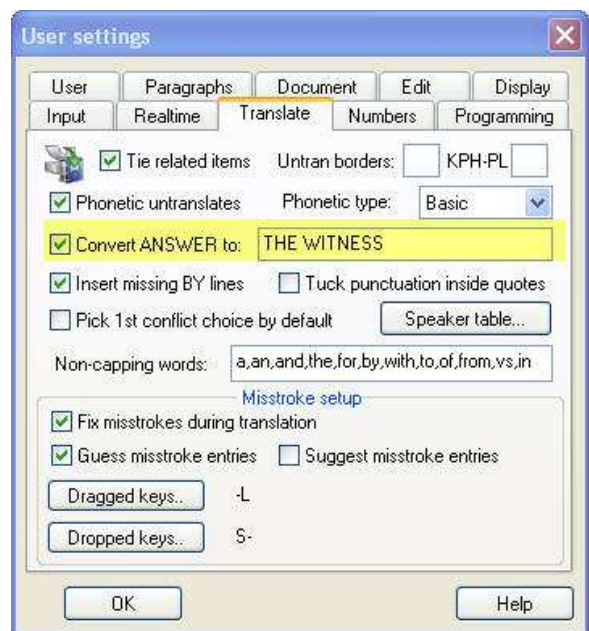 User settings
User Paragraphs Document Edit Display
Input Realtime Translate Numbers Programming
Tie related items Untran borders: KPH-PL
Phonetic untranslates Phonetic type: Basic
Convert ANSWER to: THE WITNESS
Insert missing BY lines Tuck punctuation inside quotes
Pick 1st conflict choice by default Speaker table...
Non-capping words: a,an,and,the,for,by,with,to,of,from,vs,in
Misstroke setup
Fix misstrokes during translation
Guess misstroke entries Suggest misstroke entries
Dragged keys.. -L
Dropped keys.. S-
OK Help